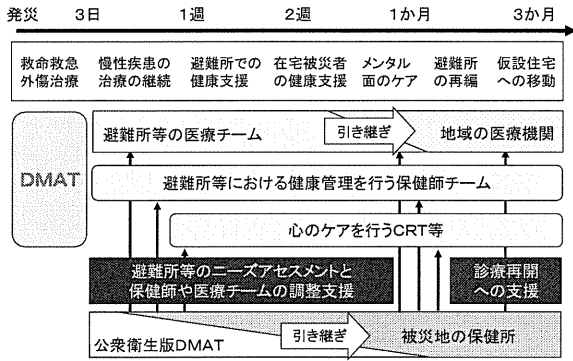 発災 3日 1週 2週 1か月 3か月
救命救急 慢性疾患の 避難所での 在宅被災者 メンタル 避難所 仮設住宅
外傷治療 治療の継続 健康支援 の健康支援 面のケア の再編 への移動
DMAT
避難所等の医療チーム 引き継ぎ 地域の医療機関
避難所等における健康管理を行う保健師チーム
心のケアを行うCRT等
避難所等のニーズアセスメントと
保健師や医療チームの調整支援
診療再開
への支援
公衆衛生版DMAT 引き継ぎ 被災地の保健所